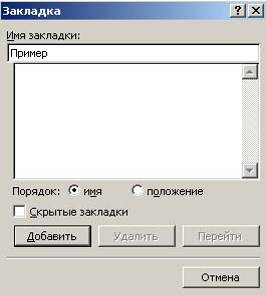 Закладка
Имя закладки:
Пример
Порядок: имя положение
Скрытые закладки
Добавить Удалить Перейти
Отмена